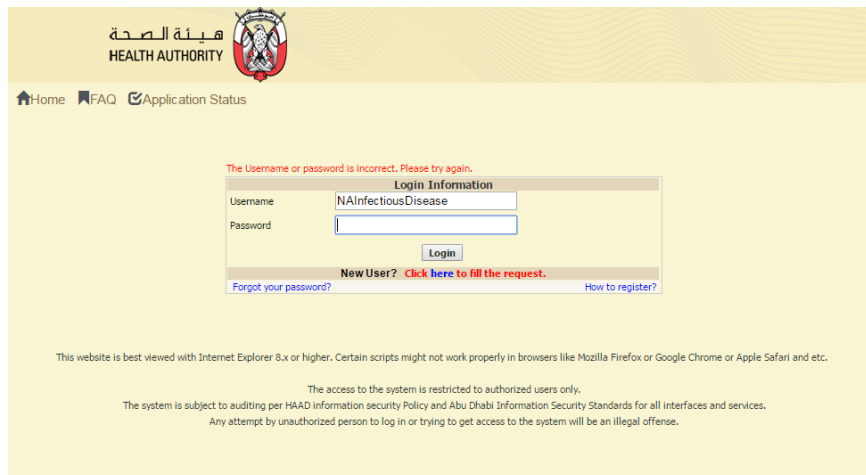 هيئة الصحة
HEALTH AUTHORITY
Home FAQ Application Status
The Username or password is incorrect. Please try again.
Login Information
Username NAInfectiousDisease
Password
Login
New User? Click here to fill the request.
Forgot your password? How to register?
This website is best viewed with Internet Explorer 8.x or higher. Certain scripts might not work properly in browsers like Mozilla Firefox or Google Chrome or Apple Safari and etc.
The access to the system is restricted to authorized users only.
The system is subject to auditing per HAAD information security Policy and Abu Dhabi Information Security Standards for all interfaces and services.
Any attempt by unauthorized person to log in or trying to get access to the system will be an illegal offense.